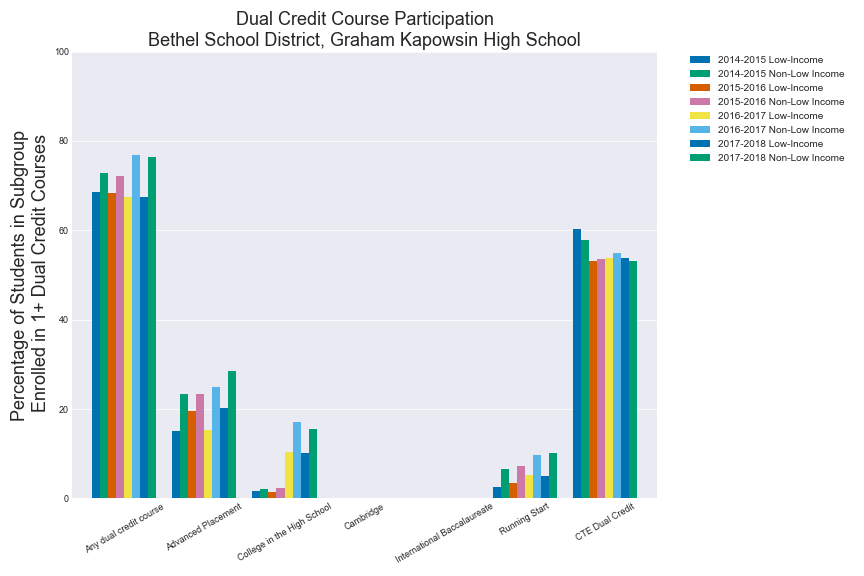 Dual Credit Course Participation
Bethel School District, Graham Kapowsin High School
Percentage of Students in Subgroup
Enrolled in 1+ Dual Credit Courses
100
80
60
40
20
0
Any dual credit course
Advanced Placement
College in the High School
Cambridge
International Baccalaureate
Running Start
CTE Dual Credit
2014-2015 Low-Income
2014-2015 Non-Low Income
2015-2016 Low-Income
2015-2016 Non-Low Income
2016-2017 Low-Income
2016-2017 Non-Low Income
2017-2018 Low-Income
2017-2018 Non-Low Income